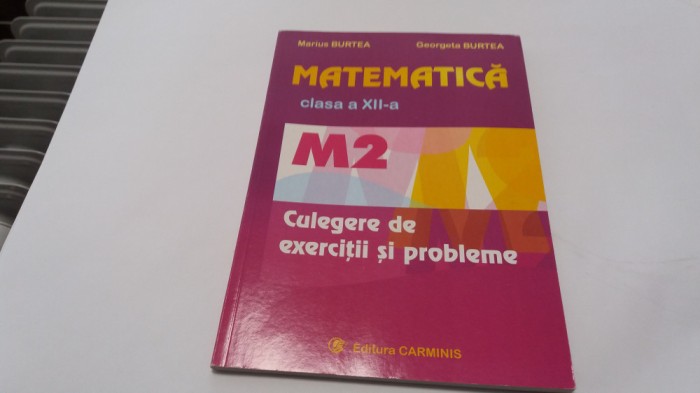 Marius BURTEA Georgeta BURTEA
MATEMATICĂ
clasa a XII-a
M2
Culegere de
exerciții și probleme
Editura CARMINIS